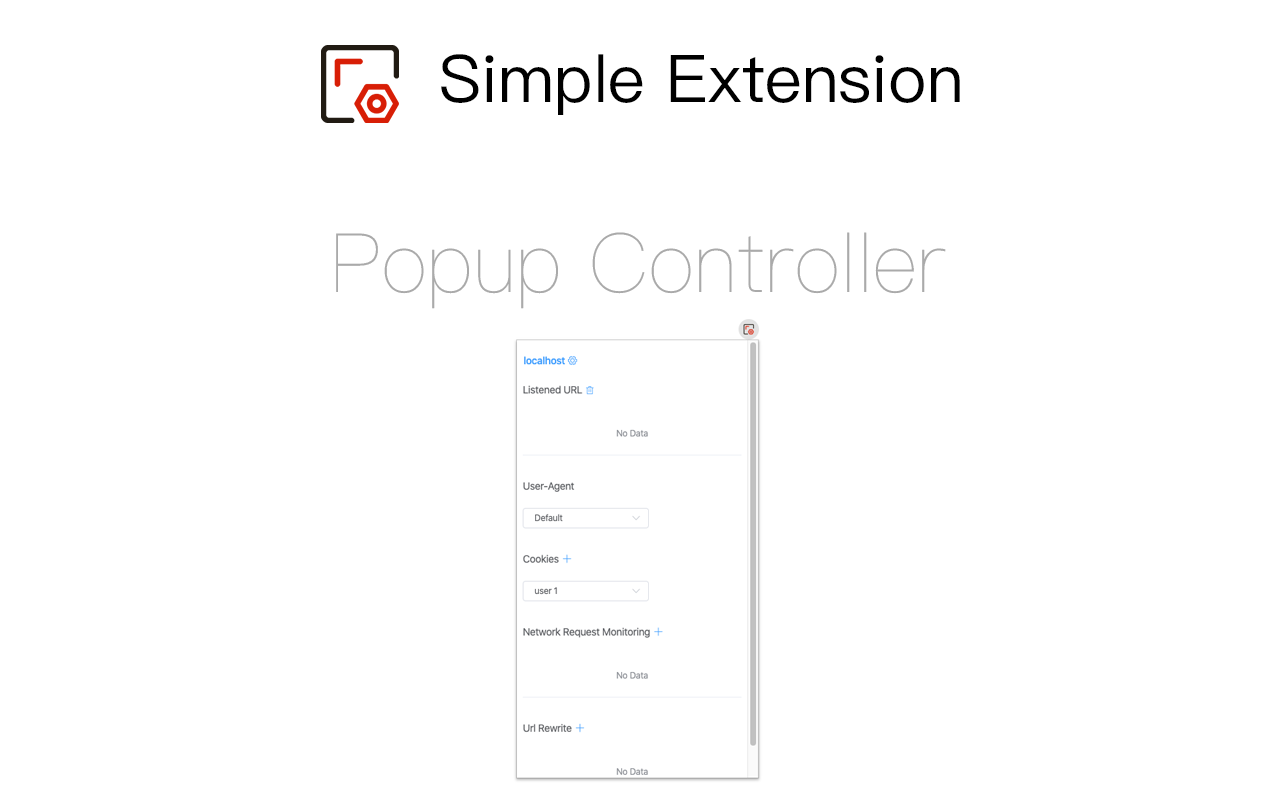 Simple Extension
Popup Controller
localhost
Listened URL
No Data
User-Agent
Default
Cookies
user 1
Network Request Monitoring
No Data
Url Rewrite
No Data